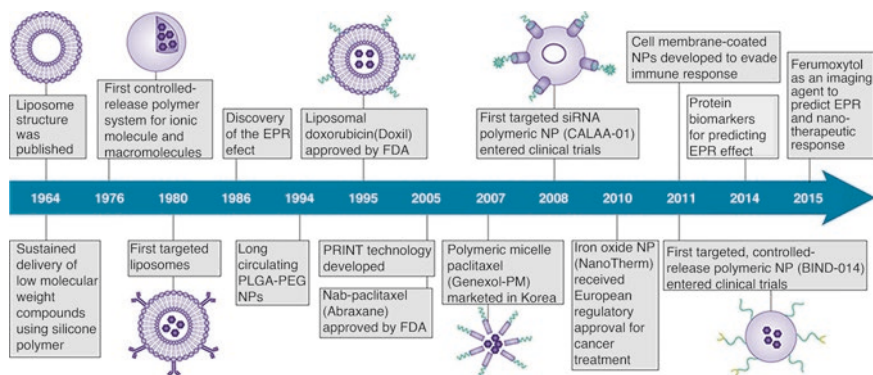 Liposome
structure was
published
First controlled-
release polymer
system for ionic
molecule and
macromolecules
Discovery
of the EPR
efect
Liposomal
doxorubicin(Doxil)
approved by FDA
First targeted siRNA
polymeric NP (CALAA-01)
entered clinical trials
Cell membrane-coated
NPs developed to evade
immune response
Protein
biomarkers
for predicting
EPR effect
Ferumoxytol
as an imaging
agent to
predict EPR
and nano-
therapeutic
response
1964 1976 1980 1986 1994 1995 2005 2007 2008 2010 2011 2014 2015
Sustained
delivery of
low molecular
weight
compounds
using silicone
polymer
First targeted
liposomes
Long
circulating
PLGA-PEG
NPs
PRINT technology
developed
Nab-paclitaxel
(Abraxane)
approved by FDA
Polymeric micelle
paclitaxel
(Genexol-PM)
marketed in Korea
Iron oxide NP
(NanoTherm)
received
European
regulatory
approval for
cancer
treatment
First targeted, controlled-
release polymeric NP (BIND-014)
entered clinical trials